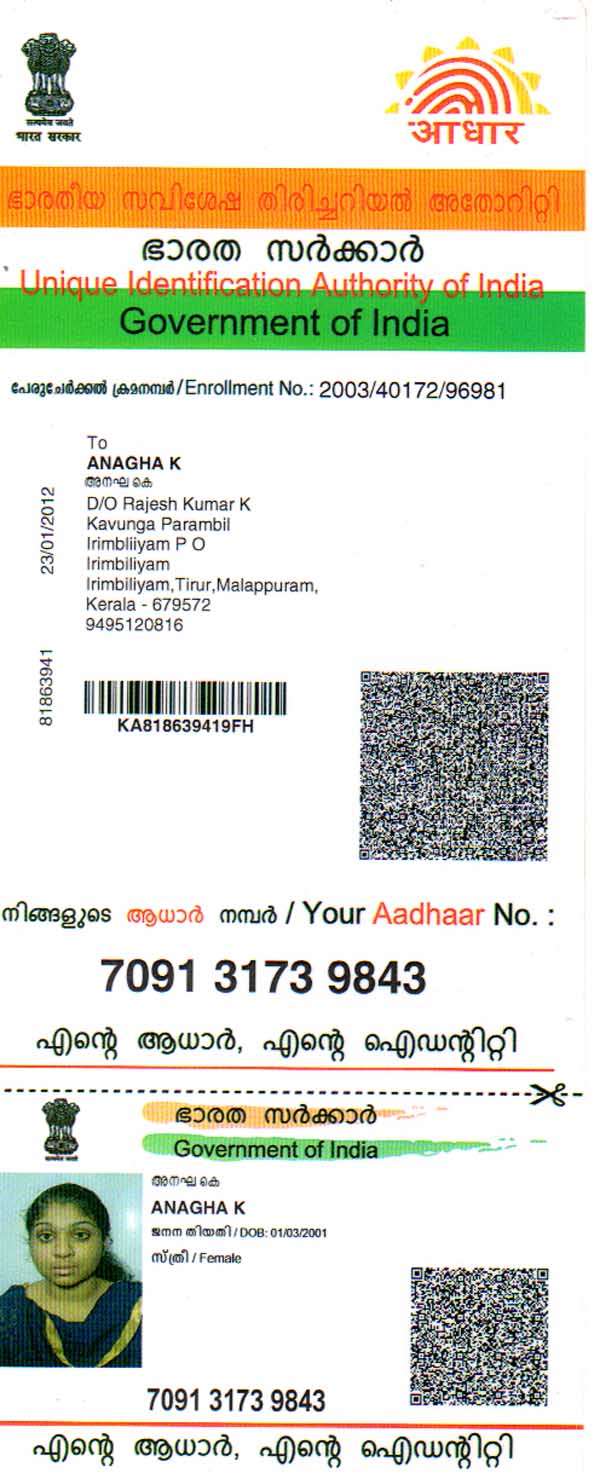 सत्यमेव जयते
भारत सरकार
आधार
ഭാരതീയ സവിശേഷ തിരിച്ചറിയൽ അതോറിറ്റി
ഭാരത സർക്കാർ
Unique Identification Authority of India
Government of India
പേരുചേർക്കൽ ക്രമനമ്പർ/Enrollment No.: 2003/40172/96981
To
ANAGHA K
അനഘ കെ
D/O Rajesh Kumar K
Kavunga Parambil
Irimbliiyam P O
Irimbiliyam
Irimbiliyam,Tirur,Malappuram,
Kerala - 679572
9495120816
23/01/2012
81863941
KA818639419FH
നിങ്ങളുടെ ആധാർ നമ്പർ / Your Aadhaar No. :
7091 3173 9843
എന്റെ ആധാർ, എന്റെ ഐഡന്റിറ്റി
ഭാരത സർക്കാർ
Government of India
सत्यमेव जयते
അനഘ കെ
ANAGHA K
ജനന തിയതി / DOB: 01/03/2001
സ്ത്രീ / Female
7091 3173 9843
എന്റെ ആധാർ, എന്റെ ഐഡന്റിറ്റി